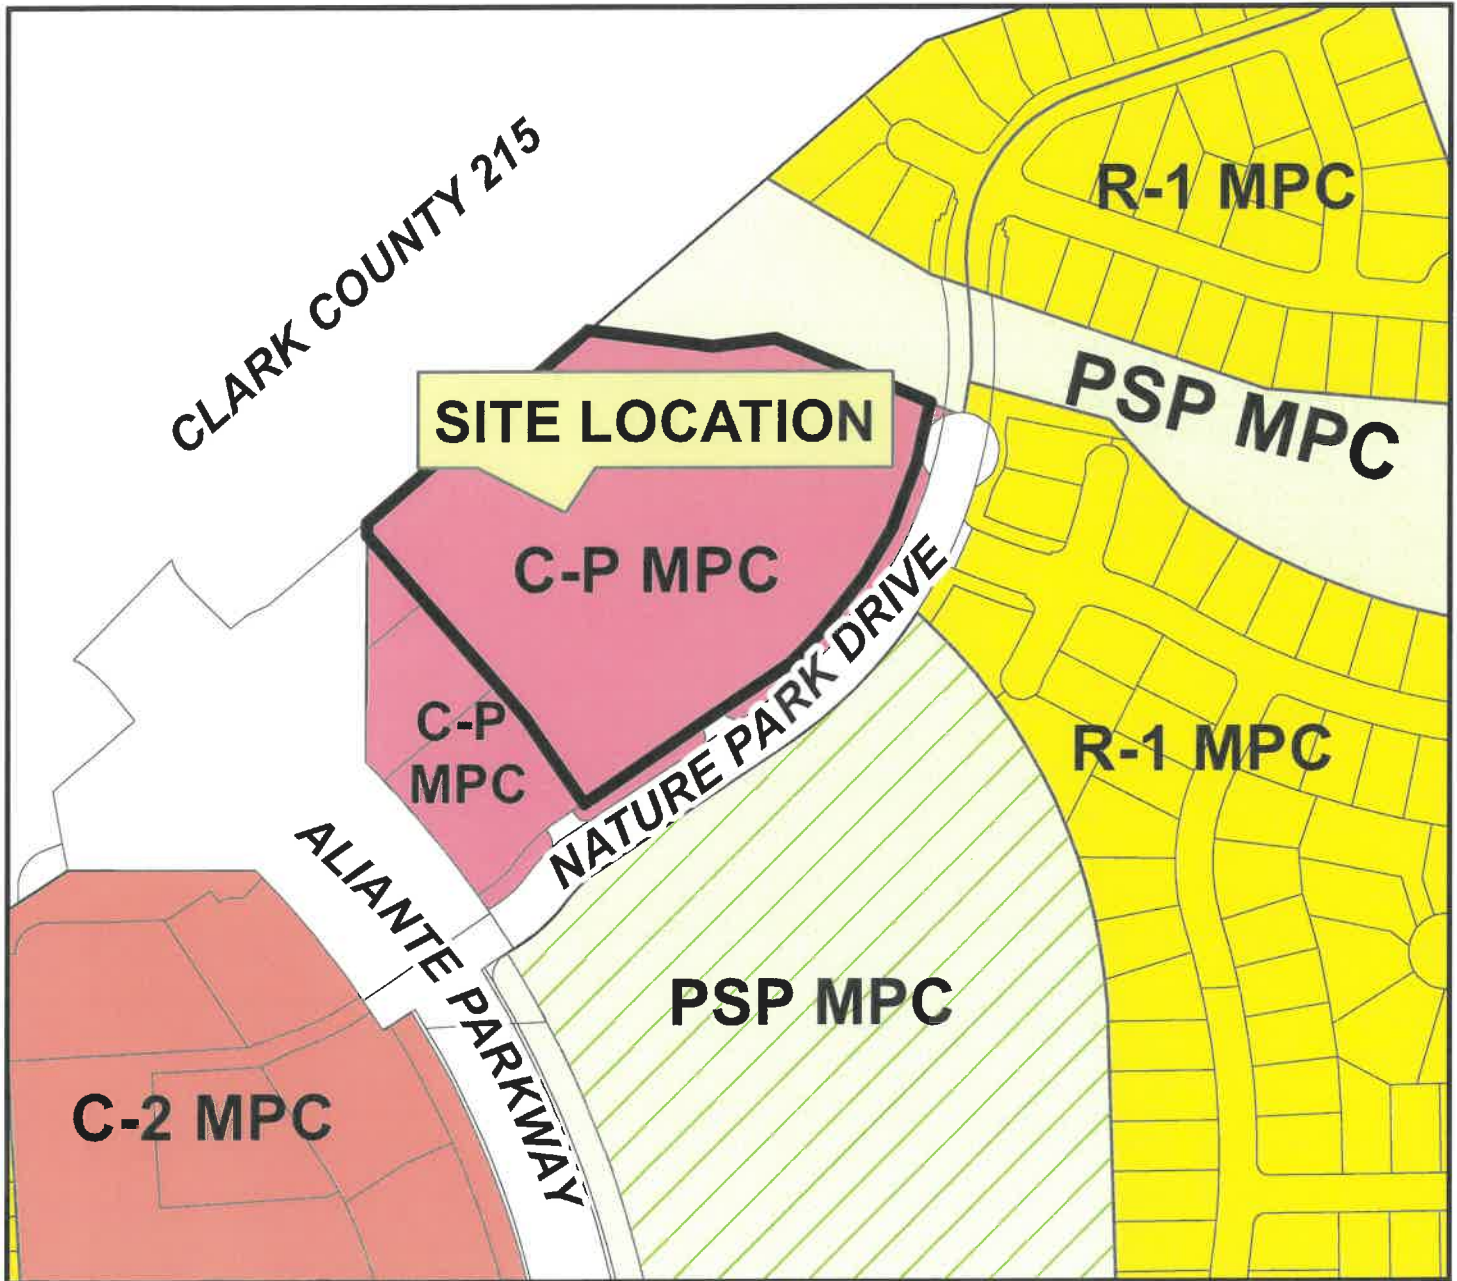 CLARK COUNTY 215
R-1 MPC
PSP MPC
SITE LOCATION
C-P MPC
NATURE PARK DRIVE
C-P
MPC
R-1 MPC
ALIANTE PARKWAY
PSP MPC
C-2 MPC